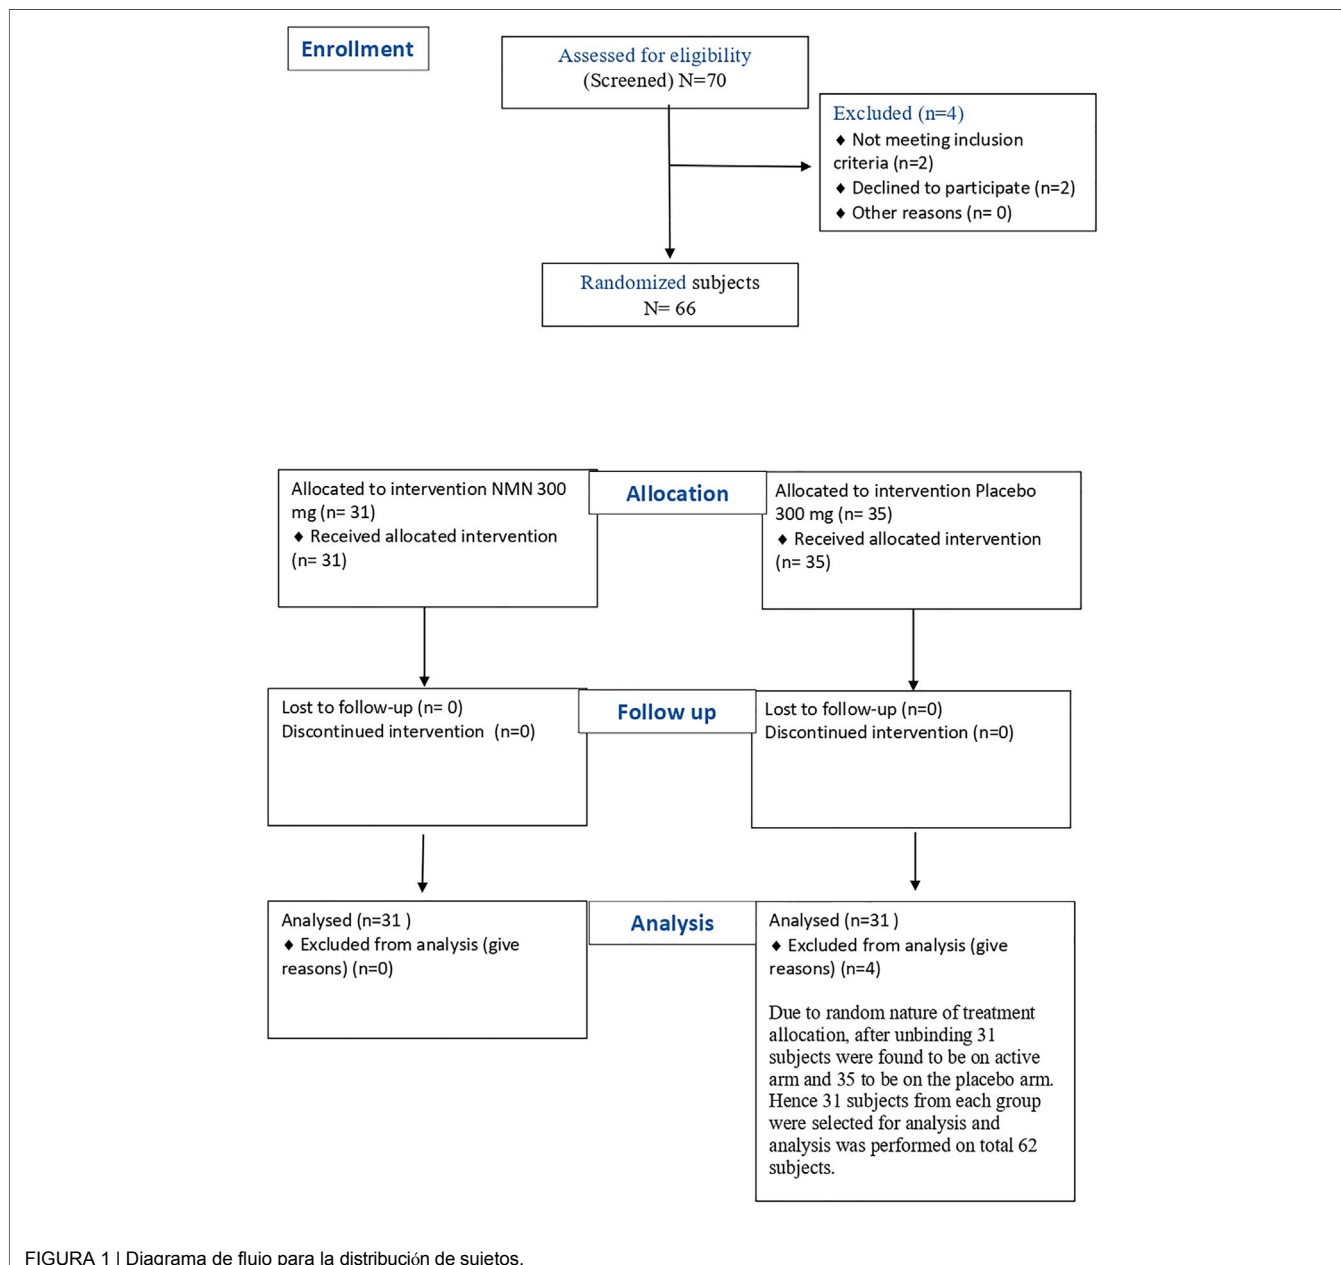 Enrollment
Assessed for eligibility
(Screened) N=70
Excluded (n=4)
♦ Not meeting inclusion
criteria (n=2)
♦ Declined to participate (n=2)
♦ Other reasons (n= 0)
Randomized subjects
N= 66
Allocation
Allocated to intervention NMN 300
mg (n= 31)
♦ Received allocated intervention
(n= 31)
Allocated to intervention Placebo
300 mg (n= 35)
♦ Received allocated intervention
(n= 35)
Follow up
Lost to follow-up (n= 0)
Discontinued intervention (n=0)
Lost to follow-up (n=0)
Discontinued intervention (n=0)
Analysis
Analysed (n=31 )
♦ Excluded from analysis (give
reasons) (n=0)
Analysed (n=31 )
♦ Excluded from analysis (give
reasons) (n=4)
Due to random nature of treatment
allocation, after unbinding 31
subjects were found to be on active
arm and 35 to be on the placebo arm.
Hence 31 subjects from each group
were selected for analysis and
analysis was performed on total 62
subjects.
FIGURA 1 | Diagrama de flujo para la distribución de sujetos.